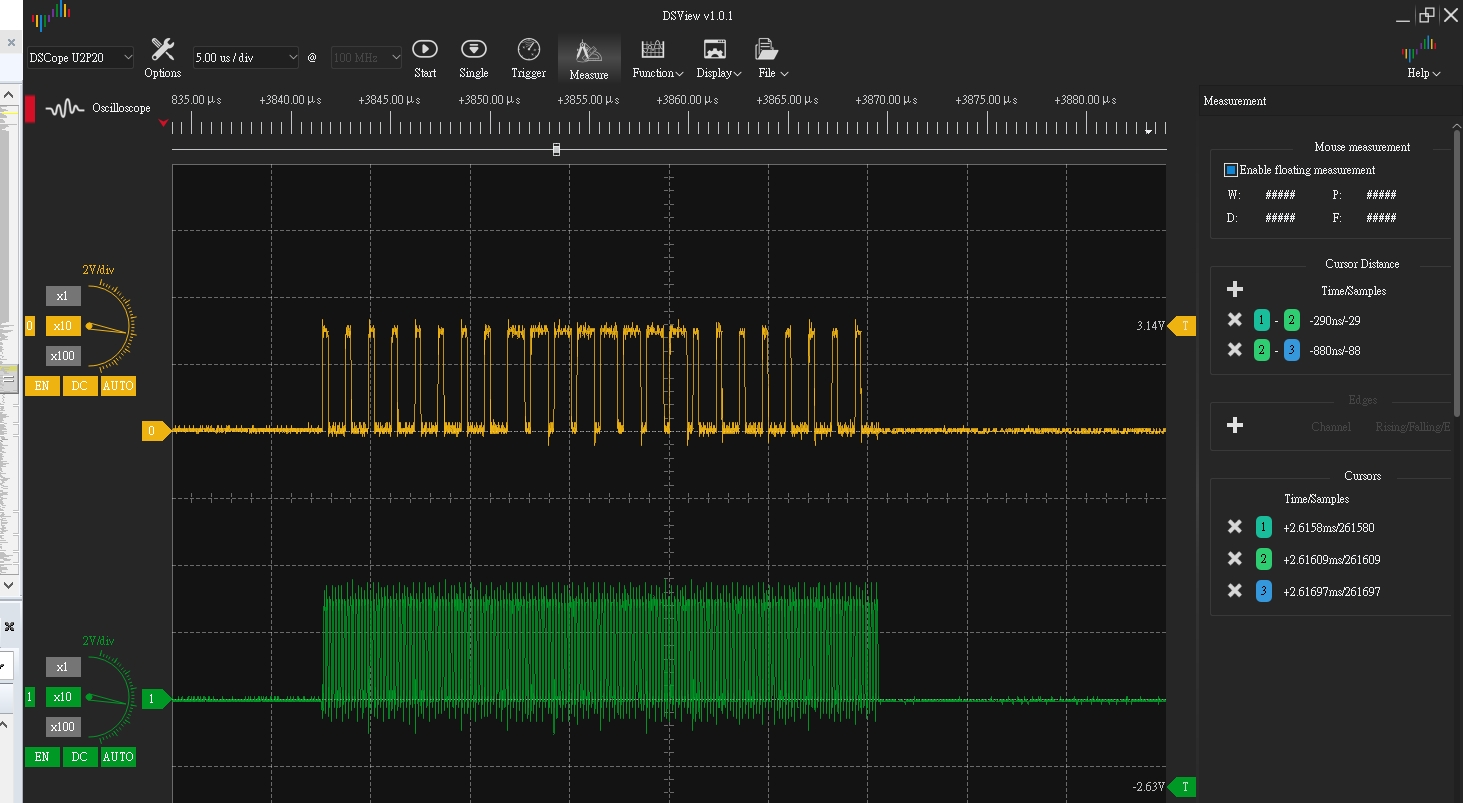 DSView v1.0.1
DSCope U2P20
Options
5.00 us / div
@
100 MHz
Start
Single
Trigger
Measure
Function
Display
File
Help
Oscilloscope
835.00 μs
+3840.00 μs
+3845.00 μs
+3850.00 μs
+3855.00 μs
+3860.00 μs
+3865.00 μs
+3870.00 μs
+3875.00 μs
+3880.00 μs
2V/div
x1
0
x10
x100
EN
DC
AUTO
0
3.14V
T
2V/div
x1
1
x10
x100
EN
DC
AUTO
1
-2.63V
T
Measurement
Mouse measurement
Enable floating measurement
W: ##### P: #####
D: ##### F: #####
Cursor Distance
Time/Samples
1 - 2 -290ns/-29
2 - 3 -880ns/-88
Edges
Channel Rising/Falling/E
Cursors
Time/Samples
1 +2.6158ms/261580
2 +2.61609ms/261609
3 +2.61697ms/261697